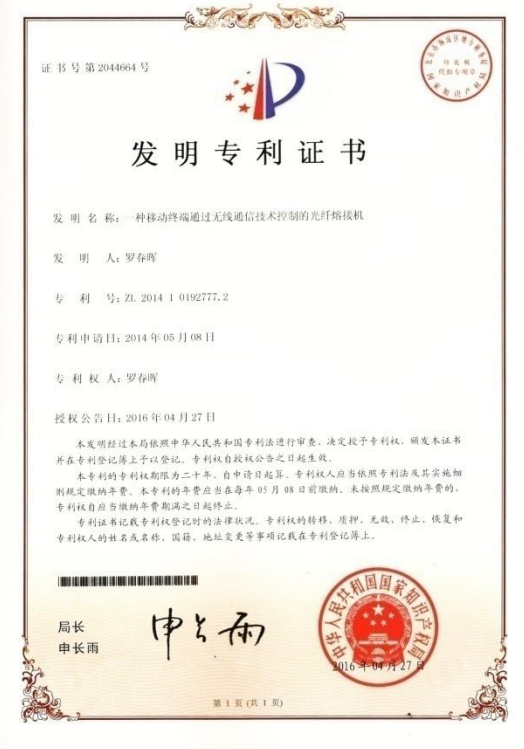 证书号第2044664号
印花税
代扣专用章
国家知识产权局
发明专利证书
发 明 名 称：一种移动终端通过无线通信技术控制的光纤熔接机
发 明 人：罗春晖
专 利 号：ZL 2014 1 0192777.2
专利申请日：2014年05月08日
专 利 权 人：罗春晖
授权公告日：2016年04月27日
本发明经过本局依照中华人民共和国专利法进行审查，决定授予专利权，颁发本证书
并在专利登记簿上予以登记。专利权自授权公告之日起生效。
本专利的专利权期限为二十年，自申请日起算。专利权人应当依照专利法及其实施细
则规定缴纳年费。本专利的年费应当在每年05月08日前缴纳。未按照规定缴纳年费的，
专利权自应当缴纳年费期满之日起终止。
专利证书记载专利权登记时的法律状况。专利权的转移、质押、无效、终止、恢复和
专利权人的姓名或名称、国籍、地址变更等事项记载在专利登记簿上。
局长
申长雨
申长雨
中华人民共和国国家知识产权局
2016年04月27日
第1页(共1页)